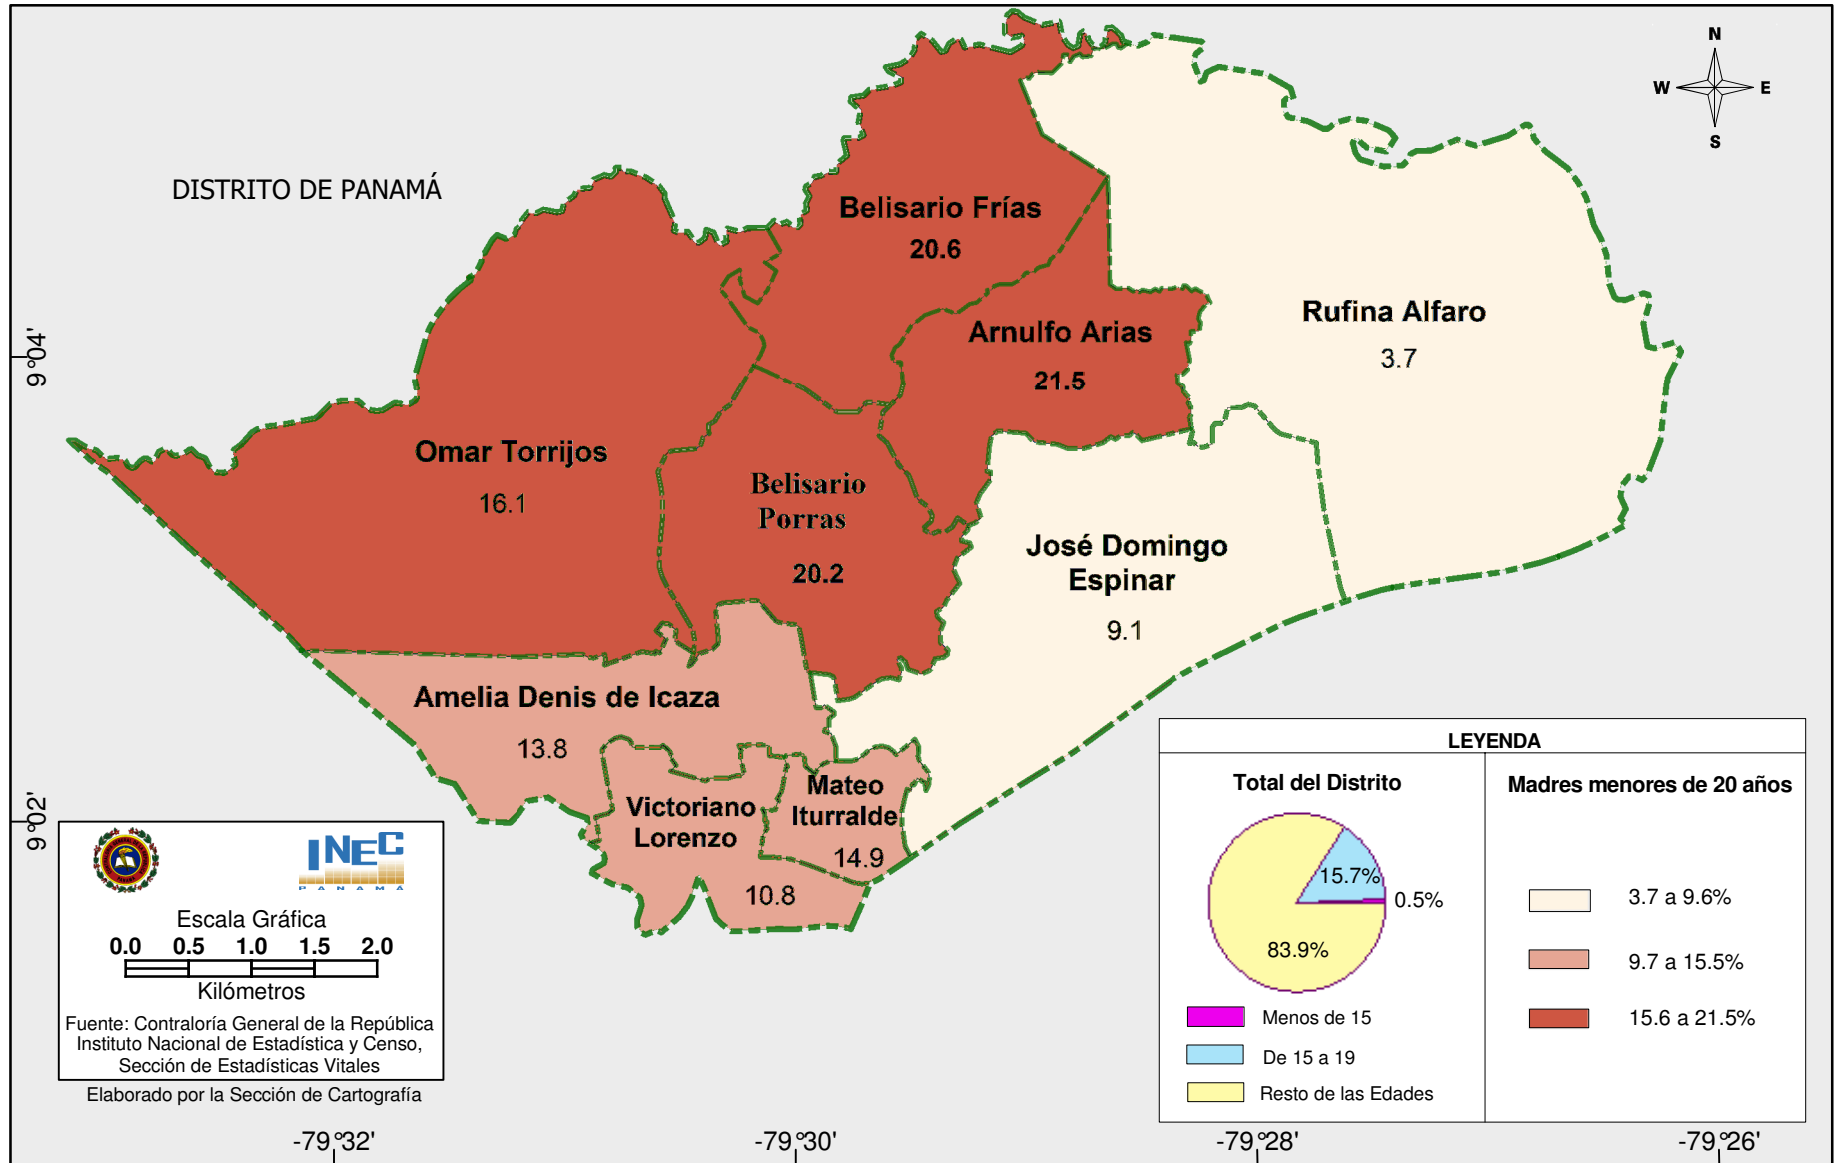 N
W E
S
DISTRITO DE PANAMÁ
Belisario Frías
20.6
Rufina Alfaro
3.7
Arnulfo Arias
21.5
9°04'
Omar Torrijos
16.1
Belisario
Porras
20.2
José Domingo
Espinar
9.1
Amelia Denis de Icaza
13.8
Mateo
Iturralde
14.9
Victoriano
Lorenzo
10.8
9°02'
INEC
PANAMÁ
Escala Gráfica
0.0 0.5 1.0 1.5 2.0
Kilómetros
Fuente: Contraloría General de la República
Instituto Nacional de Estadística y Censo,
Sección de Estadísticas Vitales
Elaborado por la Sección de Cartografía
LEYENDA
Total del Distrito
15.7%
0.5%
83.9%
Menos de 15
De 15 a 19
Resto de las Edades
Madres menores de 20 años
3.7 a 9.6%
9.7 a 15.5%
15.6 a 21.5%
-79°32' -79°30' -79°28' -79°26'